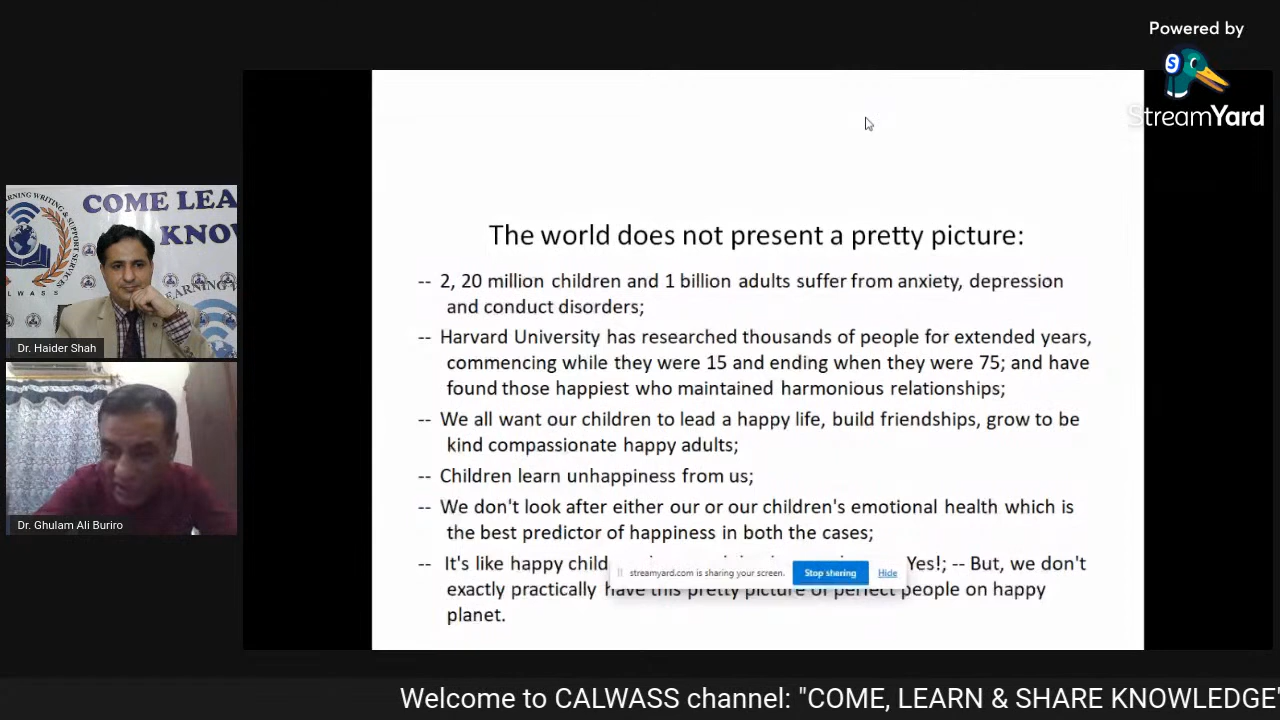 Powered by
S
StreamYard
COME LEA
KNOW
RNING WRITING & SUPPORT SERVICE
LWASS
Dr. Haider Shah
Dr. Ghulam Ali Buriro
The world does not present a pretty picture:
-- 2, 20 million children and 1 billion adults suffer from anxiety, depression
and conduct disorders;
-- Harvard University has researched thousands of people for extended years,
commencing while they were 15 and ending when they were 75; and have
found those happiest who maintained harmonious relationships;
-- We all want our children to lead a happy life, build friendships, grow to be
kind compassionate happy adults;
-- Children learn unhappiness from us;
-- We don't look after either our or our children's emotional health which is
the best predictor of happiness in both the cases;
-- It's like happy child Yes!; -- But, we don't
streamyard.com is sharing your screen. Stop sharing Hide
exactly practically have this pretty picture of perfect people on happy
planet.
Welcome to CALWASS channel: "COME, LEARN & SHARE KNOWLEDGE"